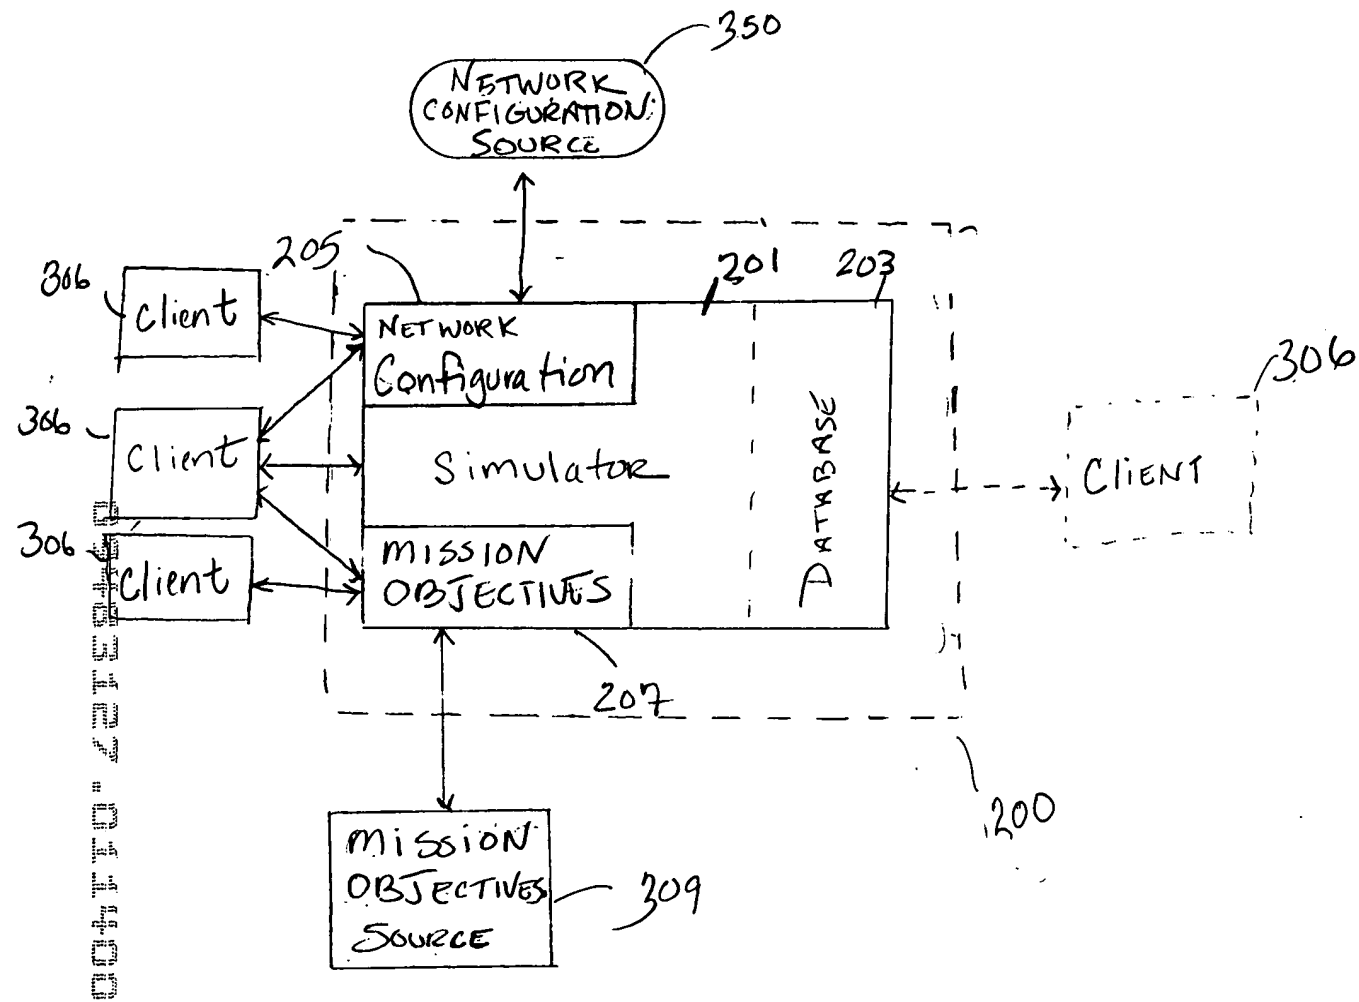 350
NETWORK
CONFIGURATION
SOURCE
205
201
203
306
Client
NETWORK
Configuration
306
306
Client
Simulator
DATABASE
CLIENT
306
Client
MISSION
OBJECTIVES
207
200
MISSION
OBJECTIVES
SOURCE
309